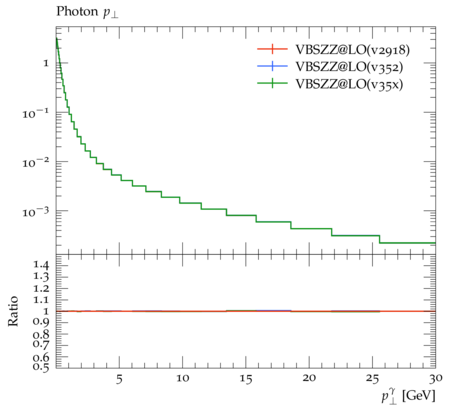 Photon p⊥
VBSZZ@LO(v2918)
VBSZZ@LO(v352)
VBSZZ@LO(v35x)
1
10⁻¹
10⁻²
10⁻³
1.4
1.3
1.2
1.1
1
0.9
0.8
0.7
0.6
0.5
Ratio
5 10 15 20 25 30
p⊥^γ [GeV]